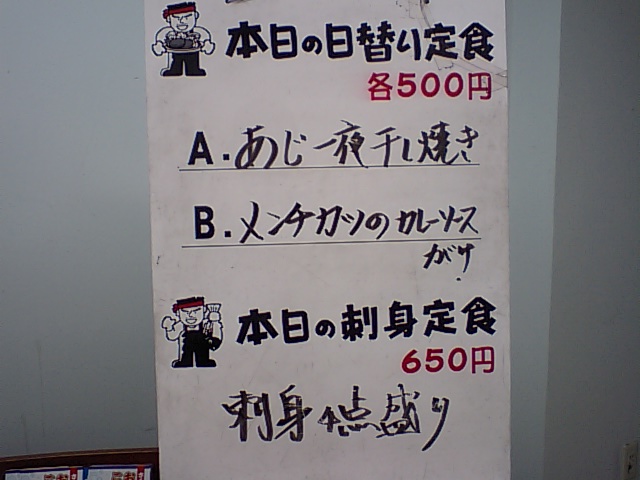 本日の日替り定食
各500円
A.あじ一夜干し焼き
B.メンチカツのカレーソース
がけ
本日の刺身定食
650円
刺身4点盛り